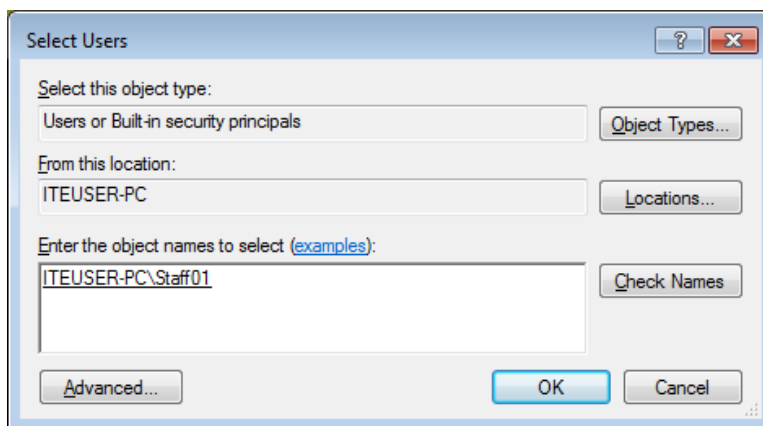 Select Users
Select this object type:
Users or Built-in security principals
Object Types...
From this location:
ITEUSER-PC
Locations...
Enter the object names to select (examples):
ITEUSER-PC\Staff01
Check Names
Advanced...
OK
Cancel